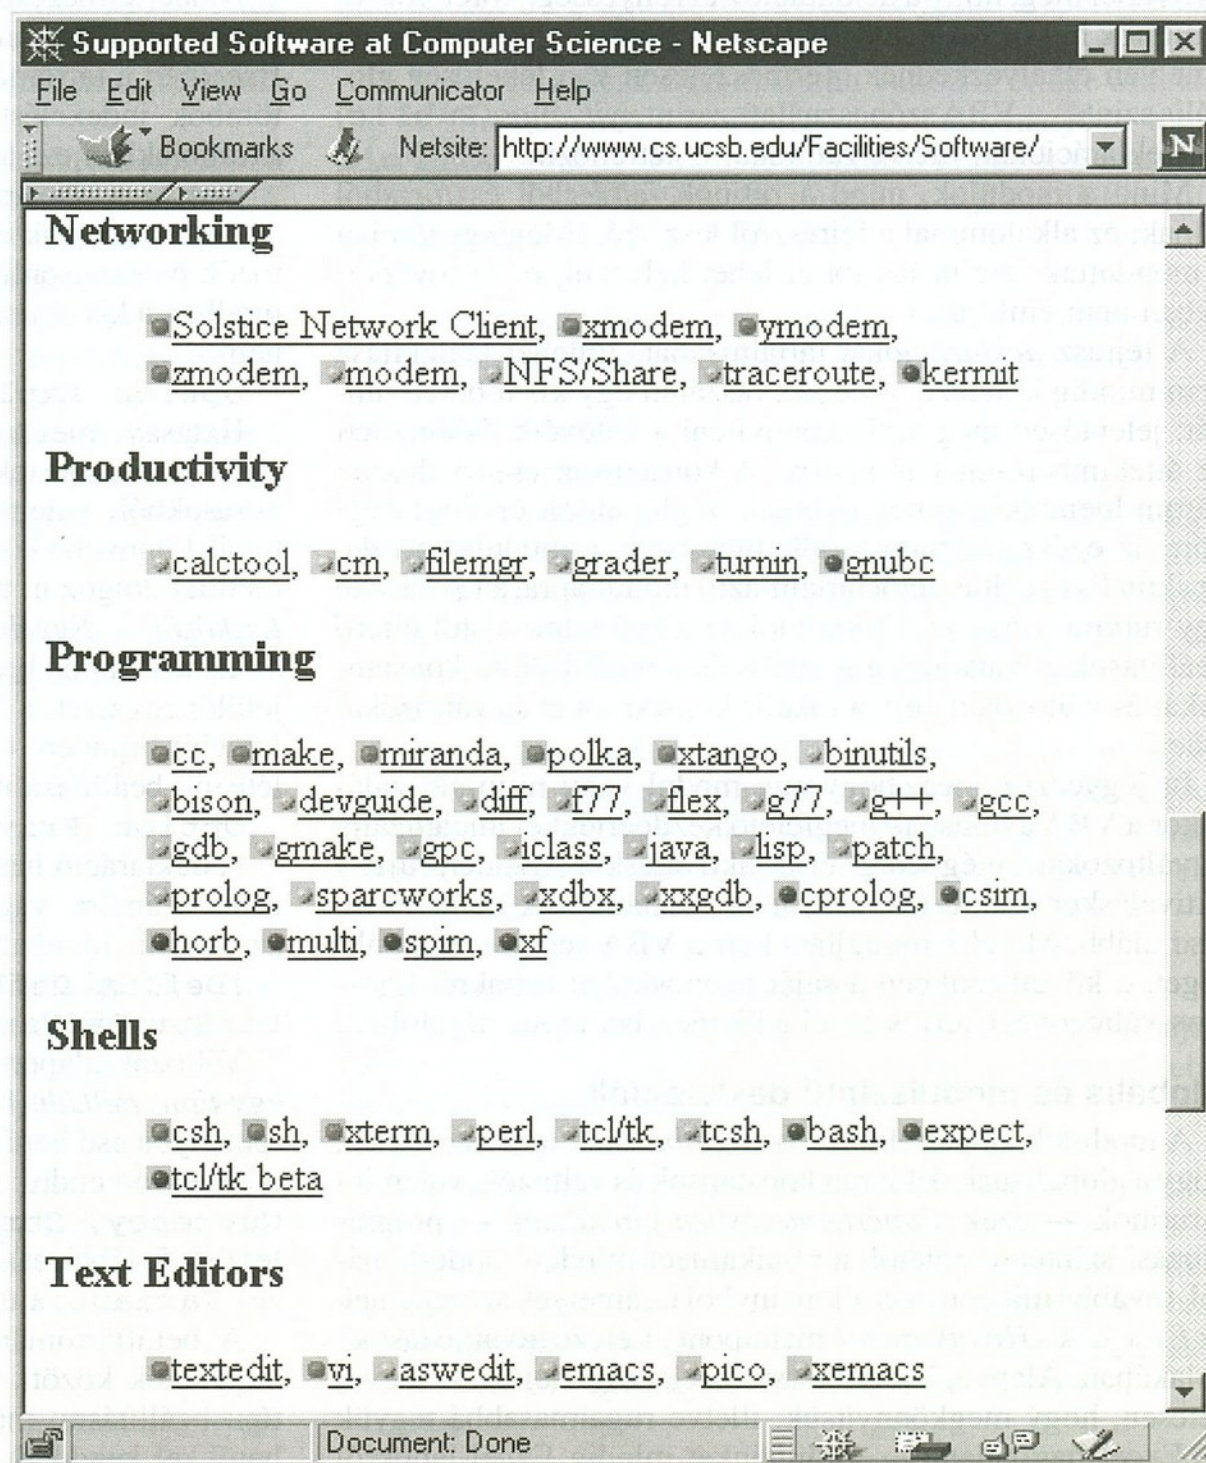 Supported Software at Computer Science - Netscape
File Edit View Go Communicator Help
Bookmarks Netsite: http://www.cs.ucsb.edu/Facilities/Software/ N
Networking
Solstice Network Client, xmodem, ymodem,
zmodem, modem, NFS/Share, traceroute, kermit
Productivity
calctool, cm, filemgr, grader, turnin, gnubc
Programming
cc, make, miranda, polka, xtango, binutils,
bison, devguide, diff, f77, flex, g77, g++, gcc,
gdb, gmake, gpc, iclass, java, lisp, patch,
prolog, sparcworks, xdbx, xxgdb, cprolog, csim,
horb, multi, spim, xf
Shells
csh, sh, xterm, perl, tcl/tk, tcsh, bash, expect,
tcl/tk beta
Text Editors
textedit, vi, aswedit, emacs, pico, xemacs
Document: Done